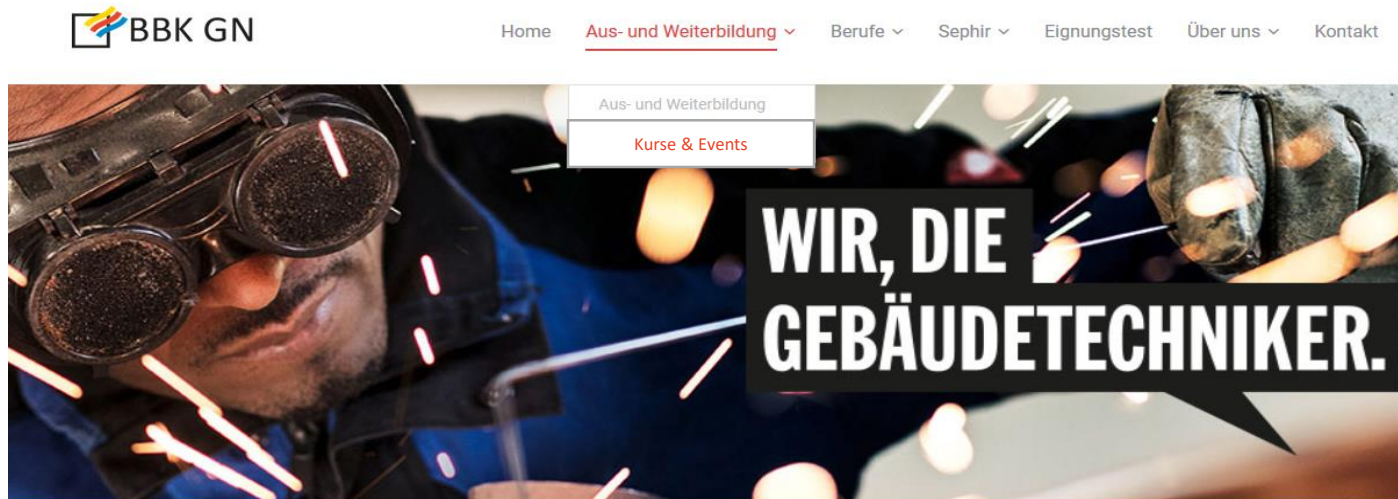 BBK GN
Home Aus- und Weiterbildung Berufe Sephir Eignungstest Über uns Kontakt
Aus- und Weiterbildung
Kurse & Events
WIR, DIE
GEBÄUDETECHNIKER.